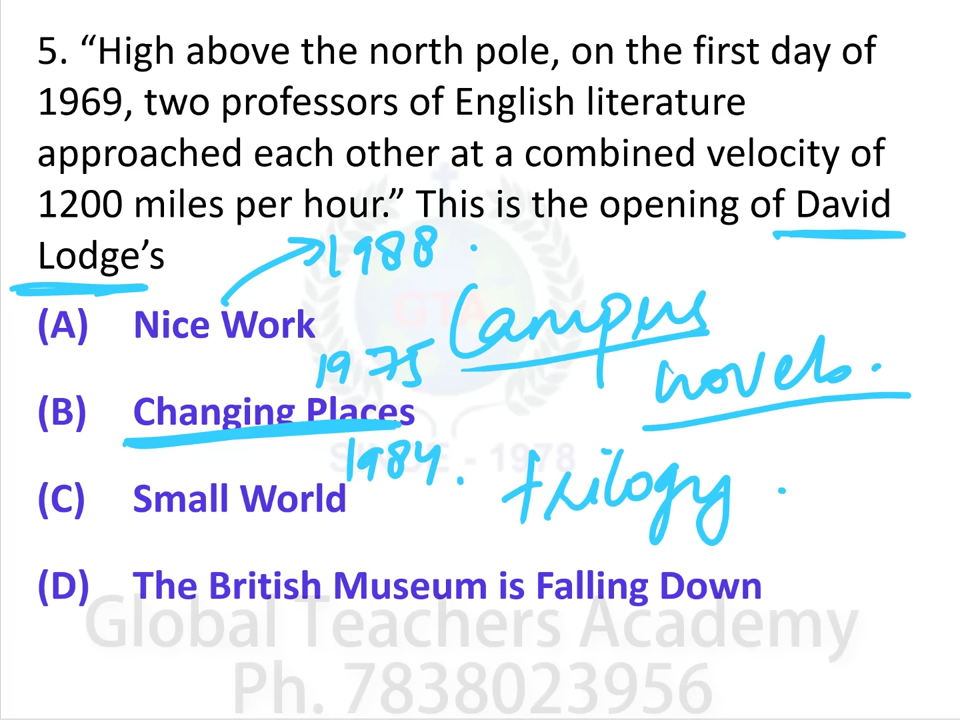 5. “High above the north pole, on the first day of
1969, two professors of English literature
approached each other at a combined velocity of
1200 miles per hour.” This is the opening of David
Lodge’s
1988.
(A) Nice Work
Campus
novels.
1975
(B) Changing Places
1984.
SINCE - 1978
GTA
(C) Small World
trilogy.
(D) The British Museum is Falling Down
Global Teachers Academy
Ph. 7838023956